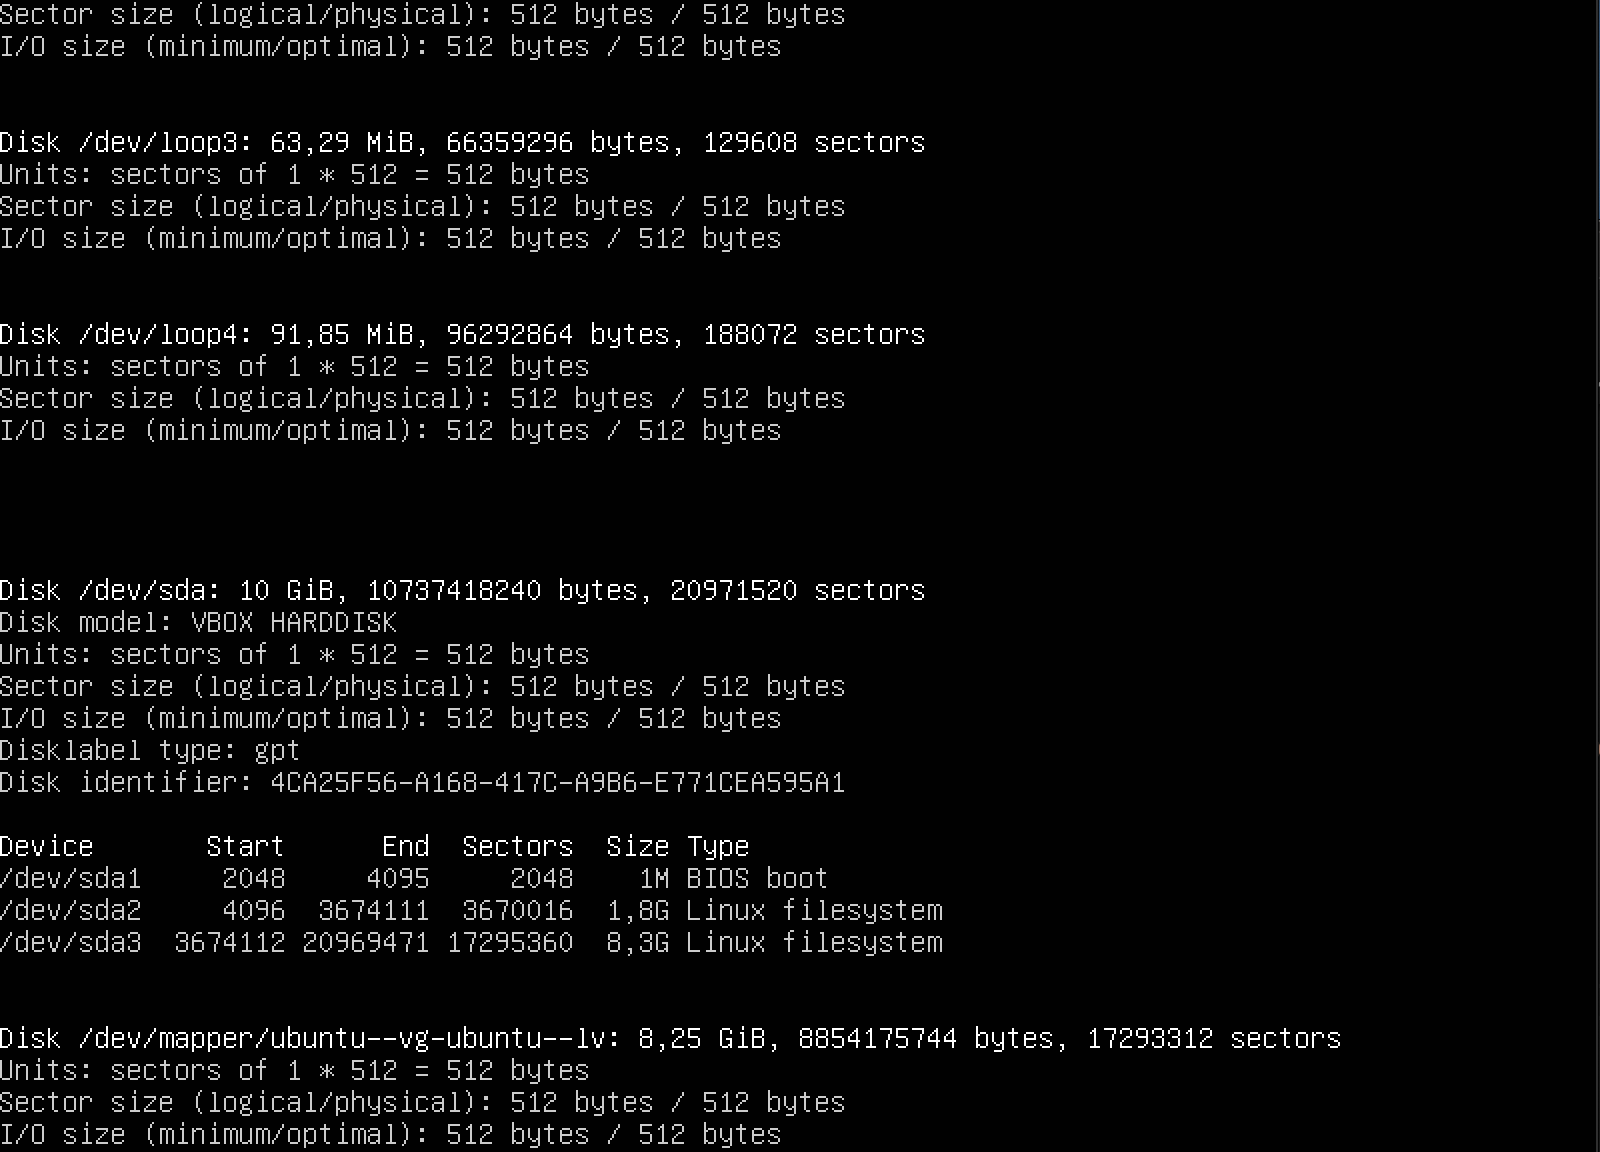 Sector size (logical/physical): 512 bytes / 512 bytes
I/O size (minimum/optimal): 512 bytes / 512 bytes
Disk /dev/loop3: 63,29 MiB, 66359296 bytes, 129608 sectors
Units: sectors of 1 * 512 = 512 bytes
Sector size (logical/physical): 512 bytes / 512 bytes
I/O size (minimum/optimal): 512 bytes / 512 bytes
Disk /dev/loop4: 91,85 MiB, 96292864 bytes, 188072 sectors
Units: sectors of 1 * 512 = 512 bytes
Sector size (logical/physical): 512 bytes / 512 bytes
I/O size (minimum/optimal): 512 bytes / 512 bytes
Disk /dev/sda: 10 GiB, 10737418240 bytes, 20971520 sectors
Disk model: VBOX HARDDISK
Units: sectors of 1 * 512 = 512 bytes
Sector size (logical/physical): 512 bytes / 512 bytes
I/O size (minimum/optimal): 512 bytes / 512 bytes
Disklabel type: gpt
Disk identifier: 4CA25F56-A168-417C-A9B6-E771CEA595A1
Device       Start      End  Sectors  Size Type
/dev/sda1     2048     4095     2048    1M BIOS boot
/dev/sda2     4096  3674111  3670016  1,8G Linux filesystem
/dev/sda3  3674112 20969471 17295360  8,3G Linux filesystem
Disk /dev/mapper/ubuntu--vg-ubuntu--lv: 8,25 GiB, 8854175744 bytes, 17293312 sectors
Units: sectors of 1 * 512 = 512 bytes
Sector size (logical/physical): 512 bytes / 512 bytes
I/O size (minimum/optimal): 512 bytes / 512 bytes